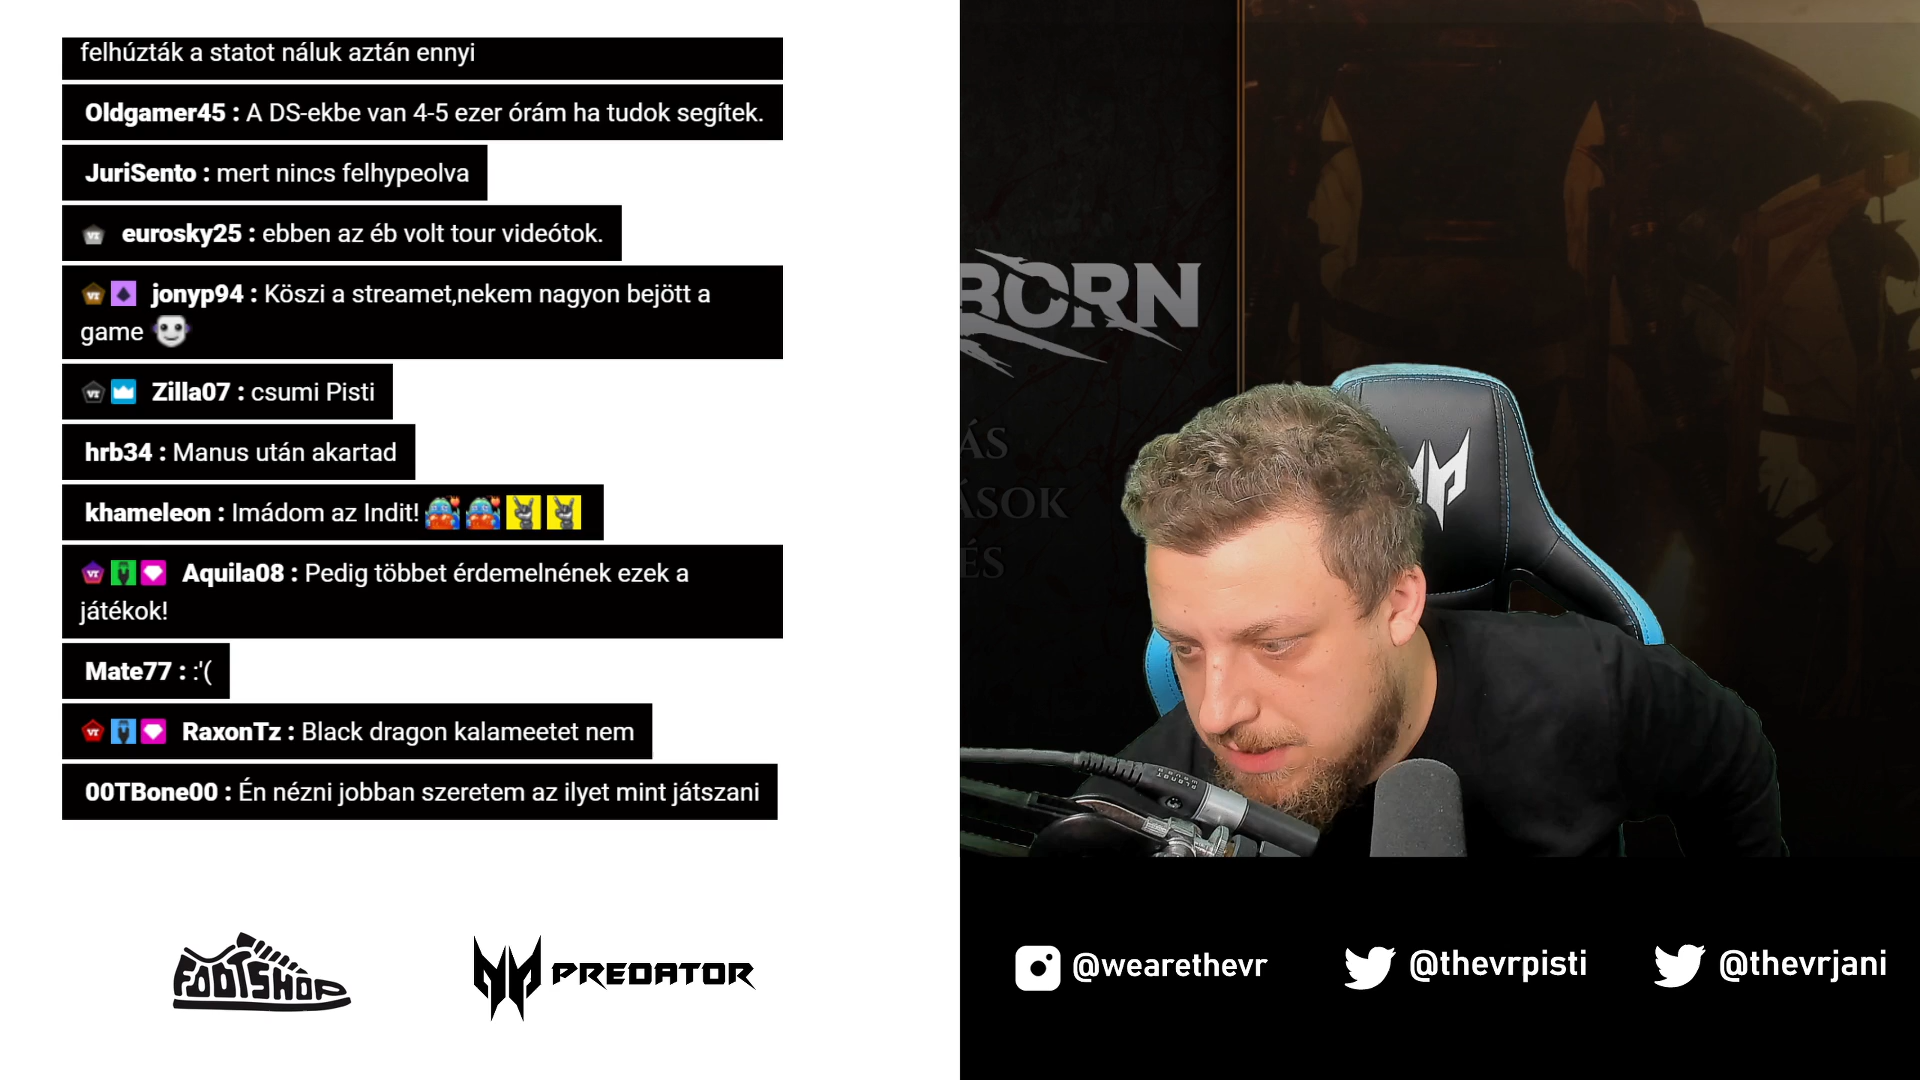 felhúzták a statot náluk aztán ennyi
Oldgamer45 : A DS-ekbe van 4-5 ezer órám ha tudok segítek.
JuriSento : mert nincs felhypeolva
eurosky25 : ebben az éb volt tour videótok.
jonyp94 : Köszi a streamet,nekem nagyon bejött a
game
Zilla07 : csumi Pisti
hrb34 : Manus után akartad
khameleon : Imádom az Indit!
Aquila08 : Pedig többet érdemelnének ezek a
játékok!
Mate77 : :'(
RaxonTz : Black dragon kalameetet nem
00TBone00 : Én nézni jobban szeretem az ilyet mint játszani
FOOTSHOP
PREDATOR
BORN
ÁS
ÁSOK
ÉS
@wearethevr
@thevrpisti
@thevrjani